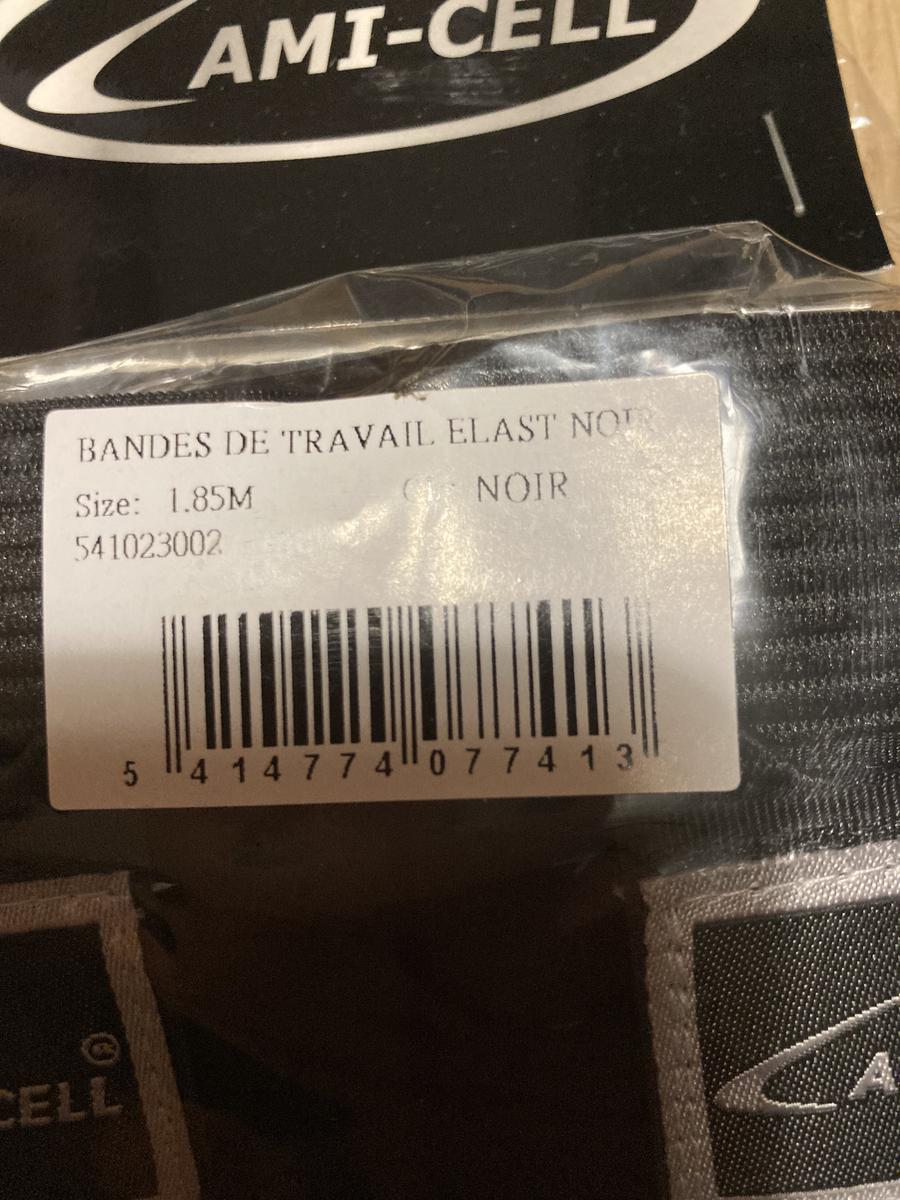 AMI-CELL
BANDES DE TRAVAIL ELAST NOIR
Size: 1.85M NOIR
541023002
5 414774 077413
CELL
®
A